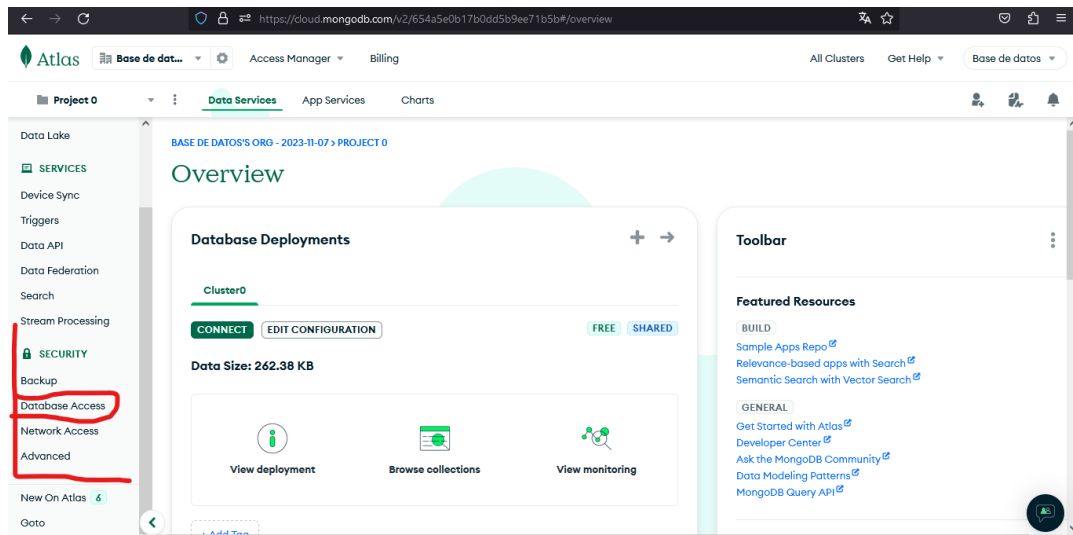 https://cloud.mongodb.com/v2/654a5e0b17b0dd5b9ee71b5b#/overview
Atlas
Base de dat...
Access Manager
Billing
All Clusters
Get Help
Base de datos
Project 0
Data Services
App Services
Charts
Data Lake
SERVICES
Device Sync
Triggers
Data API
Data Federation
Search
Stream Processing
SECURITY
Backup
Database Access
Network Access
Advanced
New On Atlas 6
Goto
BASE DE DATOS'S ORG - 2023-11-07 > PROJECT 0
Overview
Database Deployments
Cluster0
CONNECT
EDIT CONFIGURATION
FREE
SHARED
Data Size: 262.38 KB
View deployment
Browse collections
View monitoring
+ Add Tag
Toolbar
Featured Resources
BUILD
Sample Apps Repo
Relevance-based apps with Search
Semantic Search with Vector Search
GENERAL
Get Started with Atlas
Developer Center
Ask the MongoDB Community
Data Modeling Patterns
MongoDB Query API